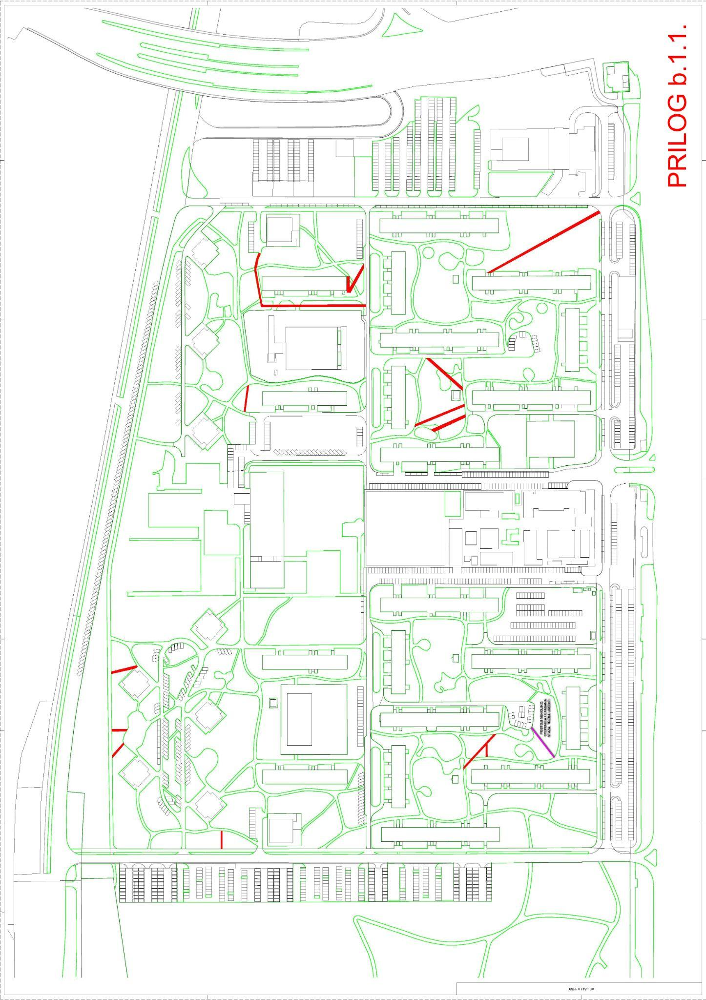 PRILOG b.1.1.
POSTOJI NEKOLIKO
STEPENIKA I UTABANA
STAZA. TREBA UREDITI.
A0 - 841 x 1189